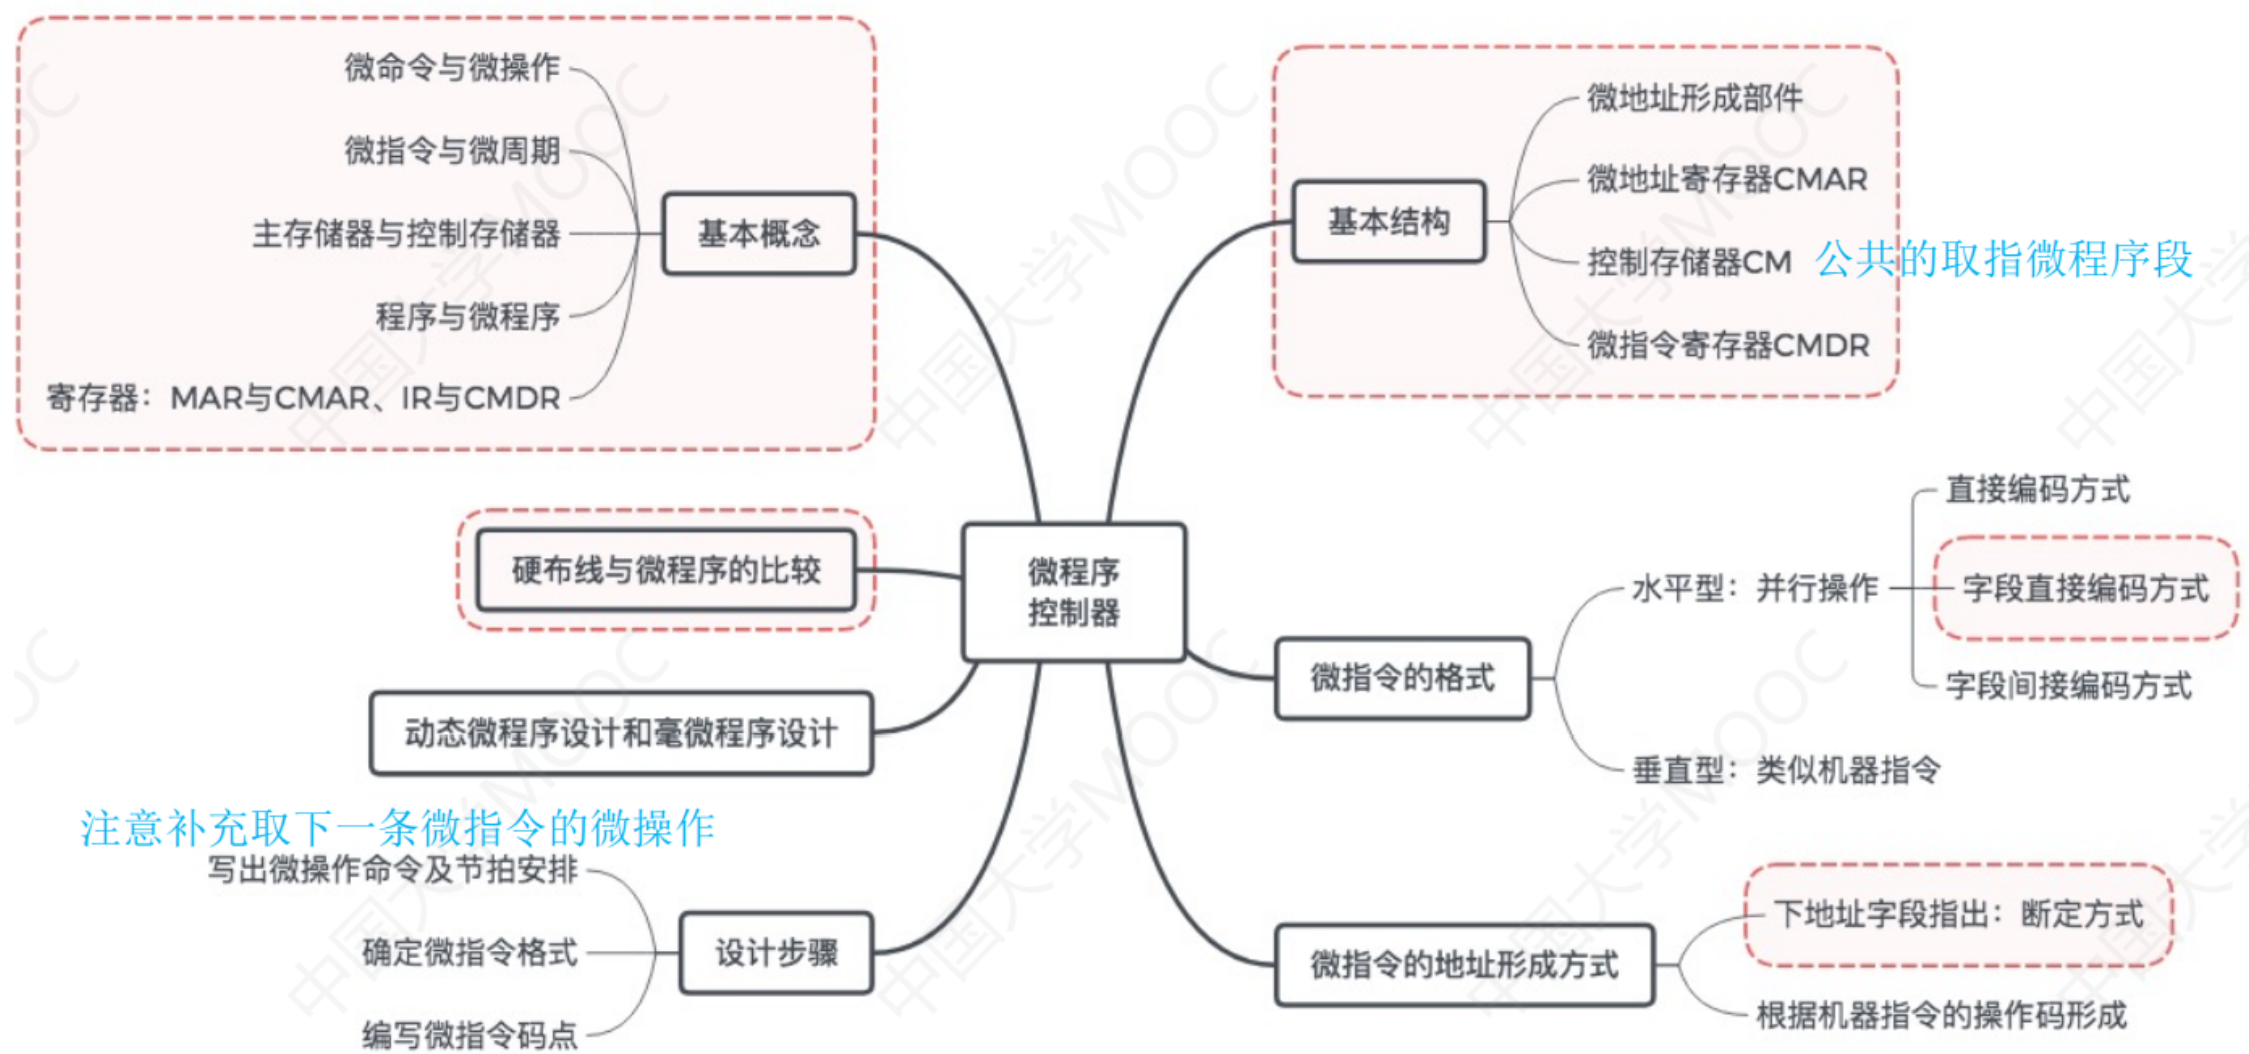 微命令与微操作
微指令与微周期
主存储器与控制存储器
程序与微程序
寄存器：MAR与CMAR、IR与CMDR
基本概念
硬布线与微程序的比较
动态微程序设计和毫微程序设计
注意补充取下一条微指令的微操作
写出微操作命令及节拍安排
确定微指令格式
编写微指令码点
设计步骤
微程序
控制器
基本结构
微地址形成部件
微地址寄存器CMAR
控制存储器CM
公共的取指微程序段
微指令寄存器CMDR
微指令的格式
水平型：并行操作
直接编码方式
字段直接编码方式
字段间接编码方式
垂直型：类似机器指令
微指令的地址形成方式
下地址字段指出：断定方式
根据机器指令的操作码形成
中国大学MOOC